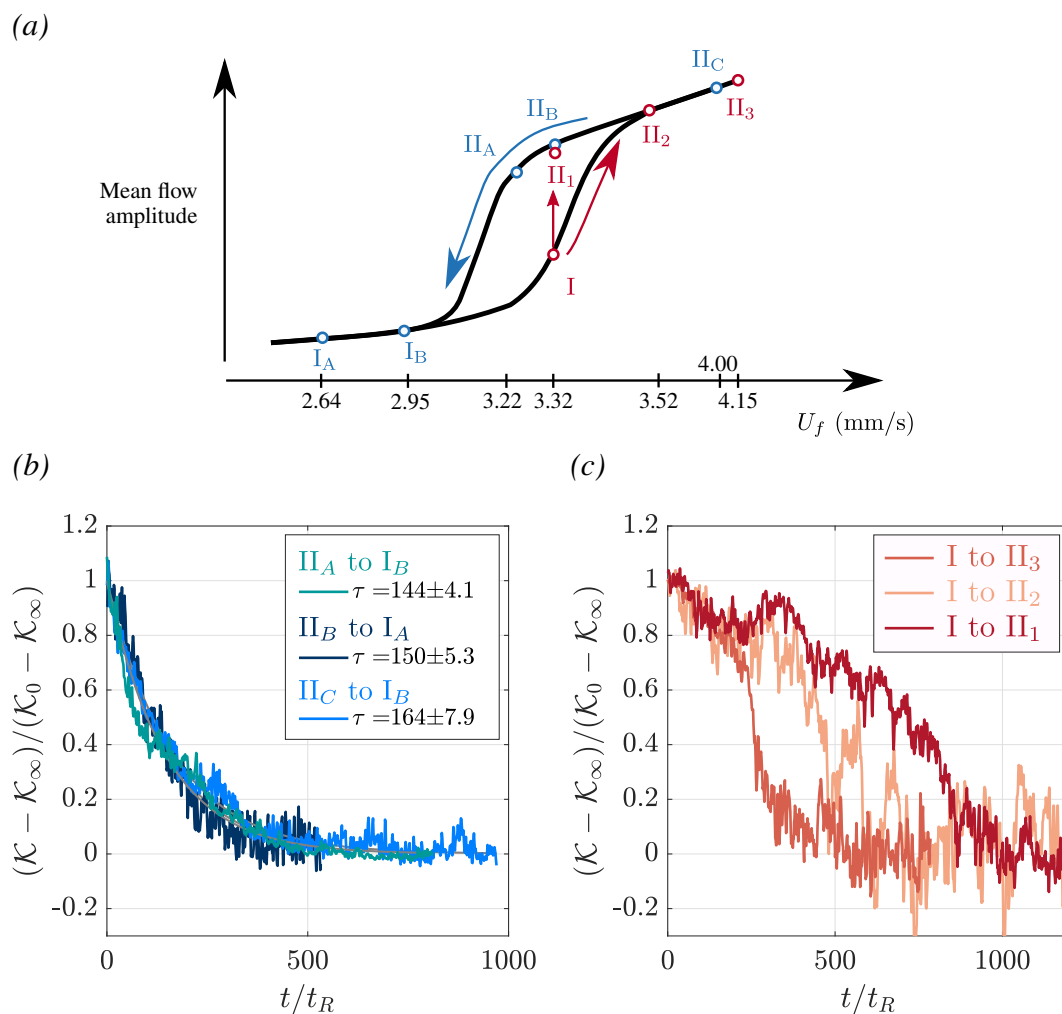 (a)
II_C
II_B
II_3
II_A
II_2
II_1
Mean flow
amplitude
I
I_A
I_B
4.00
2.64
2.95
3.22
3.32
3.52
4.15
U_f (mm/s)
(b)
(c)
(𝒦 − 𝒦_∞)/(𝒦_0 − 𝒦_∞)
1.2
1
0.8
0.6
0.4
0.2
0
-0.2
II_A to I_B
τ =144±4.1
II_B to I_A
τ =150±5.3
II_C to I_B
τ =164±7.9
0
500
1000
t/t_R
(𝒦 − 𝒦_∞)/(𝒦_0 − 𝒦_∞)
1.2
1
0.8
0.6
0.4
0.2
0
-0.2
I to II_3
I to II_2
I to II_1
0
500
1000
t/t_R